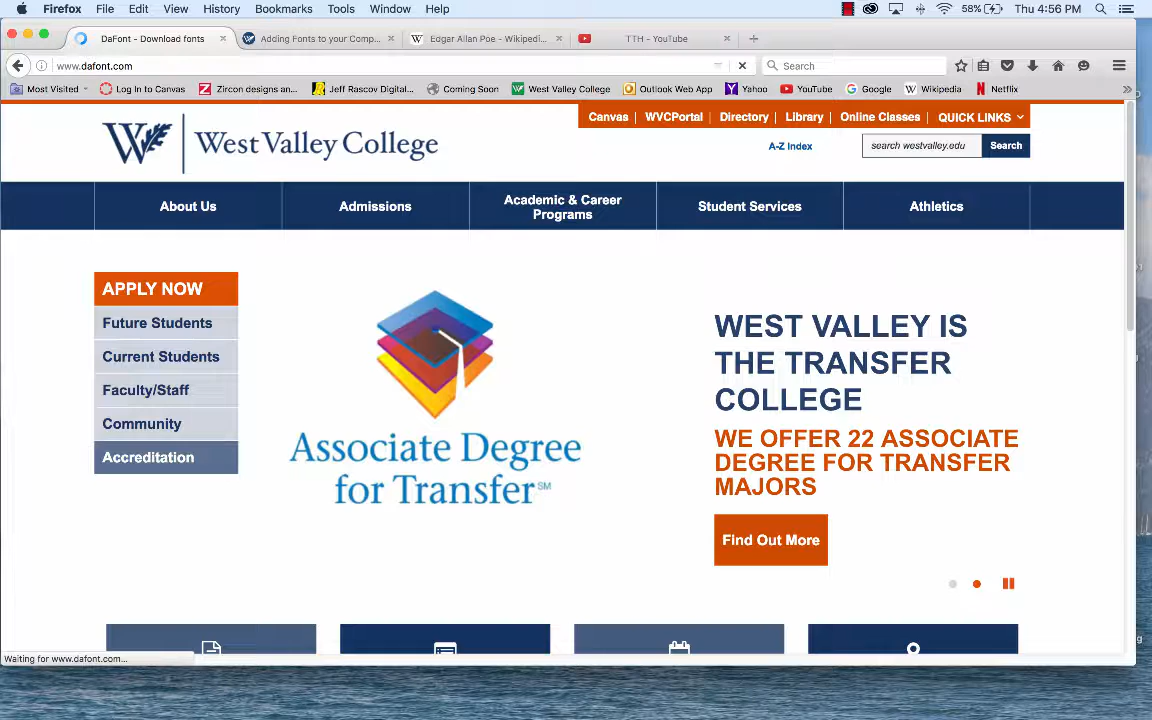 Firefox File Edit View History Bookmarks Tools Window Help 58% Thu 4:56 PM
DaFont - Download fonts Adding Fonts to your Comp... Edgar Allan Poe - Wikipedi... TTH - YouTube
www.dafont.com Search
Most Visited Log In to Canvas Zircon designs an... Jeff Rascov Digital... Coming Soon West Valley College Outlook Web App Yahoo YouTube Google Wikipedia Netflix
Canvas WVCPortal Directory Library Online Classes QUICK LINKS
West Valley College
A-Z Index search westvalley.edu Search
About Us Admissions Academic & Career Programs Student Services Athletics
APPLY NOW
Future Students
Current Students
Faculty/Staff
Community
Accreditation
Associate Degree
for Transfer SM
WEST VALLEY IS
THE TRANSFER
COLLEGE
WE OFFER 22 ASSOCIATE
DEGREE FOR TRANSFER
MAJORS
Find Out More
Waiting for www.dafont.com...